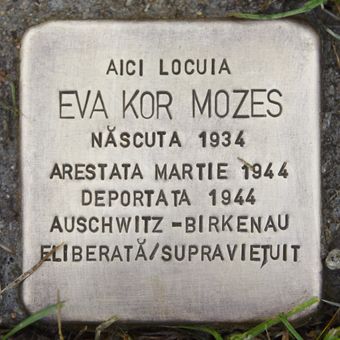 AICI LOCUIA
EVA KOR MOZES
NĂSCUTA 1934
ARESTATA MARTIE 1944
DEPORTATA 1944
AUSCHWITZ – BIRKENAU
ELIBERATĂ/SUPRAVIEȚUIT